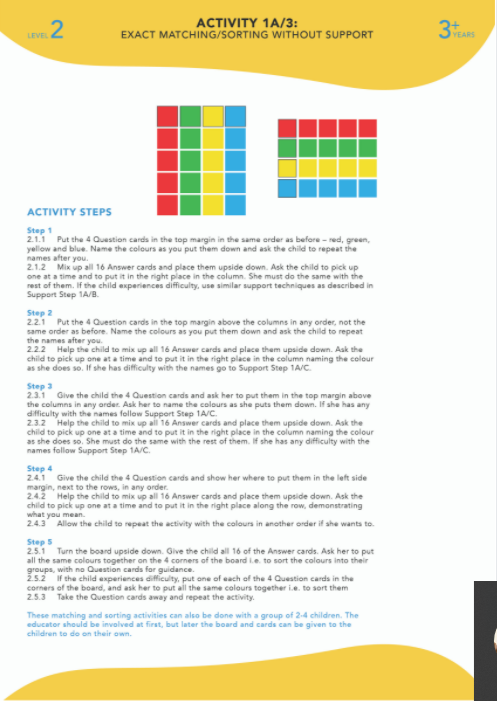 LEVEL 2
ACTIVITY 1A/3:
EXACT MATCHING/SORTING WITHOUT SUPPORT
3+
YEARS
ACTIVITY STEPS
Step 1
2.1.1 Put the 4 Question cards in the top margin in the same order as before – red, green,
yellow and blue. Name the colours as you put them down and ask the child to repeat the
names after you.
2.1.2 Mix up all 16 Answer cards and place them upside down. Ask the child to pick up
one at a time and to put it in the right place in the column. She must do the same with the
rest of them. If the child experiences difficulty, use similar support techniques as described in
Support Step 1A/B.
Step 2
2.2.1 Put the 4 Question cards in the top margin above the columns in any order, not the
same order as before. Name the colours as you put them down and ask the child to repeat
the names after you.
2.2.2 Help the child to mix up all 16 Answer cards and place them upside down. Ask the
child to pick up one at a time and to put it in the right place in the column naming the colour
as she does so. If she has difficulty with the names go to Support Step 1A/C.
Step 3
2.3.1 Give the child the 4 Question cards and ask her to put them in the top margin above
the columns in any order. Ask her to name the colours as she puts them down. If she has any
difficulty with the names follow Support Step 1A/C.
2.3.2 Help the child to mix up all 16 Answer cards and place them upside down. Ask the
child to pick up one at a time and to put it in the right place in the column naming the colour
as she does so. She must do the same with the rest of them. If she has any difficulty with the
names follow Support Step 1A/C.
Step 4
2.4.1 Give the child the 4 Question cards and show her where to put them in the left side
margin, next to the rows, in any order.
2.4.2 Help the child to mix up all 16 Answer cards and place them upside down. Ask the
child to pick up one at a time and to put it in the right place along the row, demonstrating
what you mean.
2.4.3 Allow the child to repeat the activity with the colours in another order if she wants to.
Step 5
2.5.1 Turn the board upside down. Give the child all 16 of the Answer cards. Ask her to put
all the same colours together on the 4 corners of the board i.e. to sort the colours into their
groups, with no Question cards for guidance.
2.5.2 If the child experiences difficulty, put one of each of the 4 Question cards in the
corners of the board, and ask her to put all the same colours together i.e. to sort them
2.5.3 Take the Question cards away and repeat the activity.
These matching and sorting activities can also be done with a group of 2-4 children. The
educator should be involved at first, but later the board and cards can be given to the
children to do on their own.